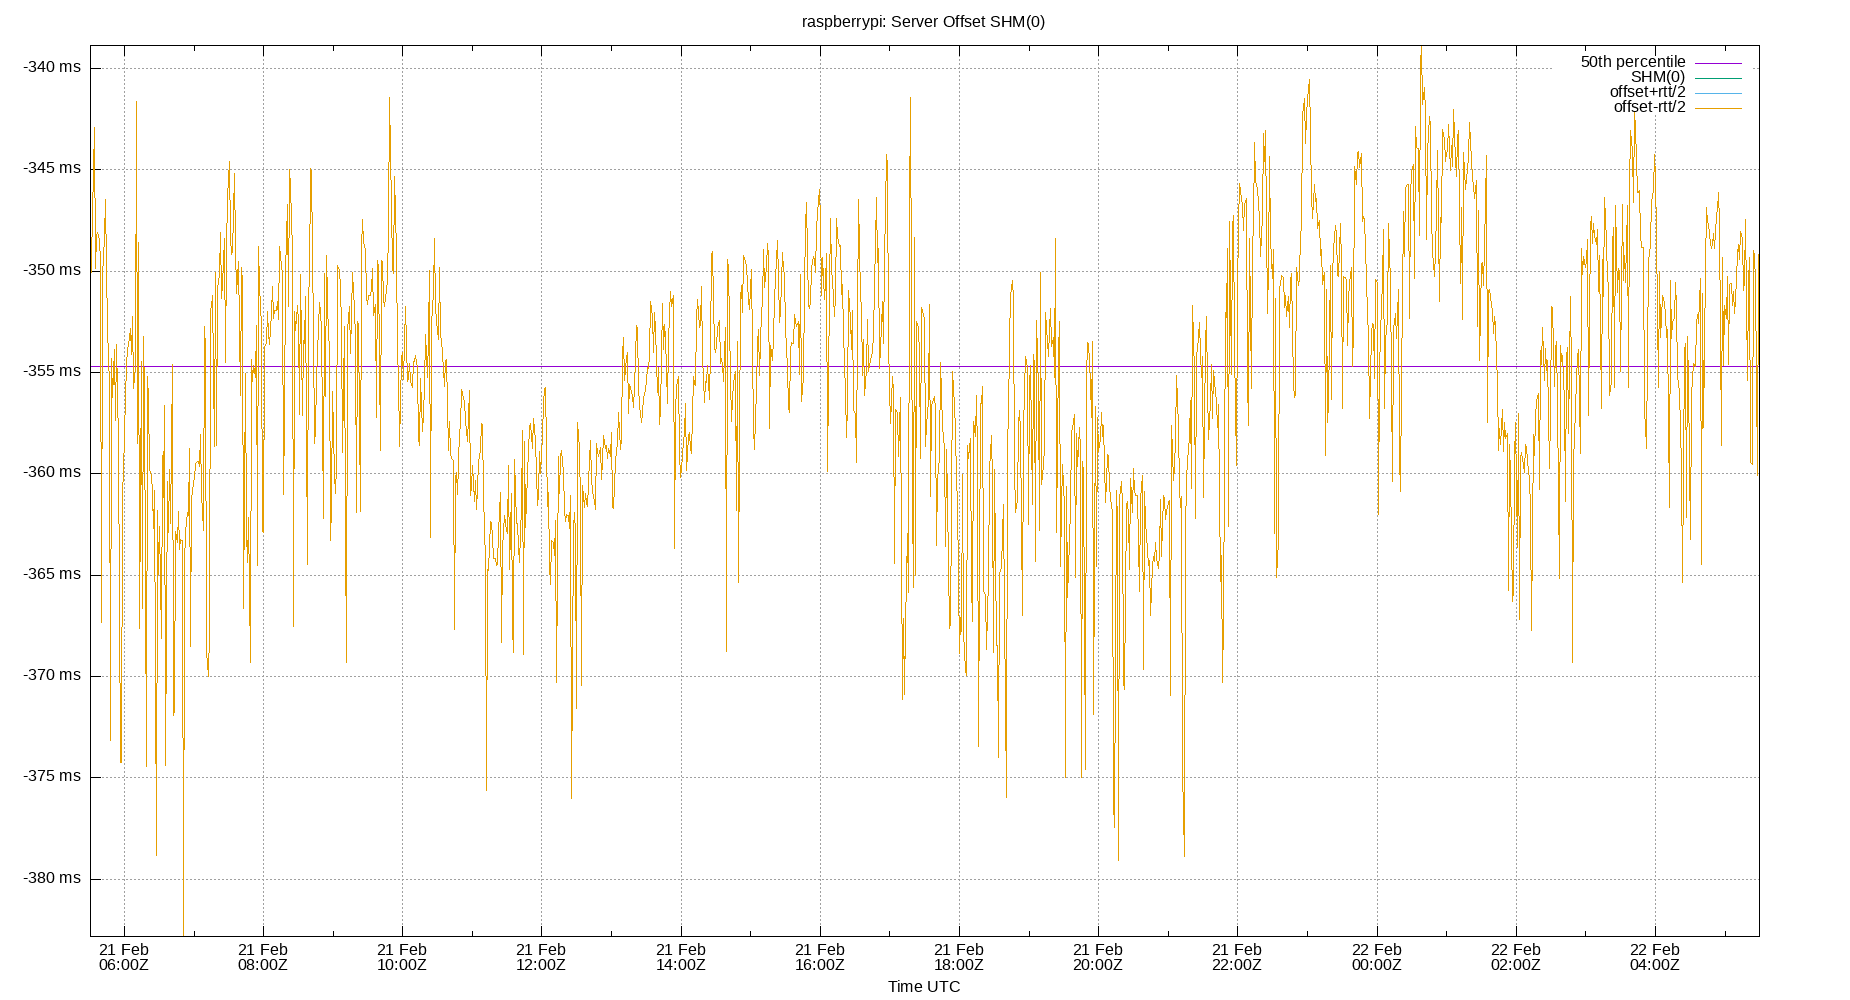 raspberrypi: Server Offset SHM(0)
-340 ms
-345 ms
-350 ms
-355 ms
-360 ms
-365 ms
-370 ms
-375 ms
-380 ms
50th percentile
SHM(0)
offset+rtt/2
offset-rtt/2
21 Feb 21 Feb 21 Feb 21 Feb 21 Feb 21 Feb 21 Feb 21 Feb 21 Feb 22 Feb 22 Feb 22 Feb
06:00Z 08:00Z 10:00Z 12:00Z 14:00Z 16:00Z 18:00Z 20:00Z 22:00Z 00:00Z 02:00Z 04:00Z
Time UTC